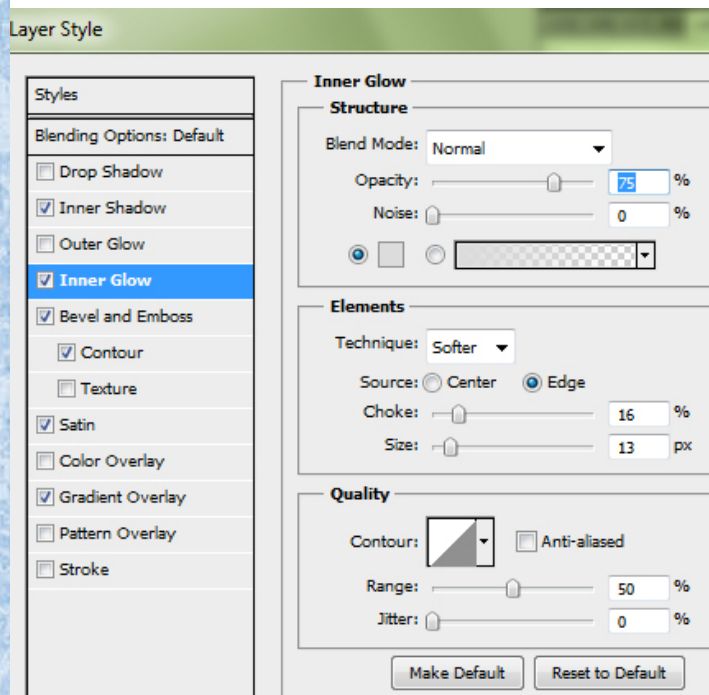 Layer Style
Styles
Blending Options: Default
Drop Shadow
Inner Shadow
Outer Glow
Inner Glow
Bevel and Emboss
Contour
Texture
Satin
Color Overlay
Gradient Overlay
Pattern Overlay
Stroke
Inner Glow
Structure
Blend Mode: Normal
Opacity: 75 %
Noise: 0 %
Elements
Technique: Softer
Source: Center Edge
Choke: 16 %
Size: 13 px
Quality
Contour: Anti-aliased
Range: 50 %
Jitter: 0 %
Make Default Reset to Default